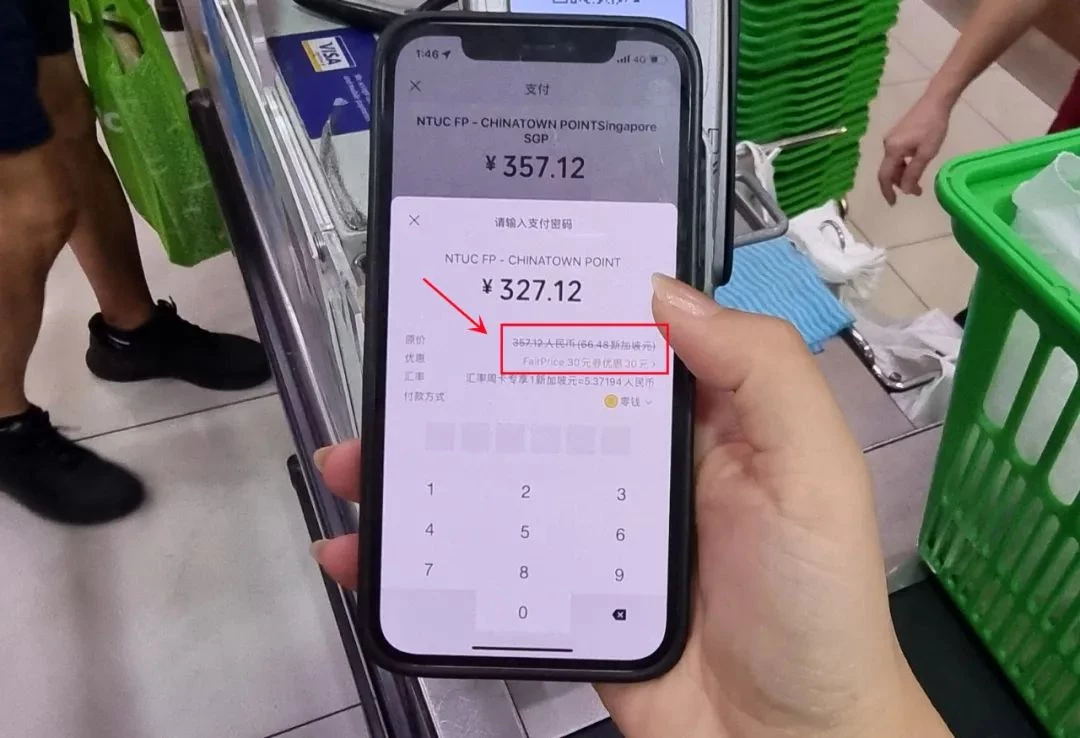 VISA
1:46
4G
支付
NTUC FP - CHINATOWN POINTSingapore
SGP
¥357.12
请输入支付密码
NTUC FP - CHINATOWN POINT
¥327.12
原价 357.12人民币(66.48新加坡元)
优惠 FairPrice 30元券优惠30元 >
汇率 汇率周卡专享1新加坡元=5.37194人民币
付款方式 零钱
1 2 3
4 5 6
7 8 9
0